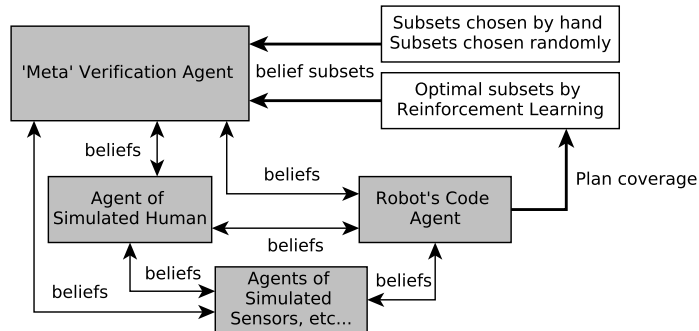 Subsets chosen by hand
Subsets chosen randomly
'Meta' Verification Agent
belief subsets
Optimal subsets by
Reinforcement Learning
beliefs
beliefs
Plan coverage
Agent of
Simulated Human
Robot's Code
Agent
beliefs
beliefs
Agents of
Simulated
Sensors, etc...
beliefs
beliefs